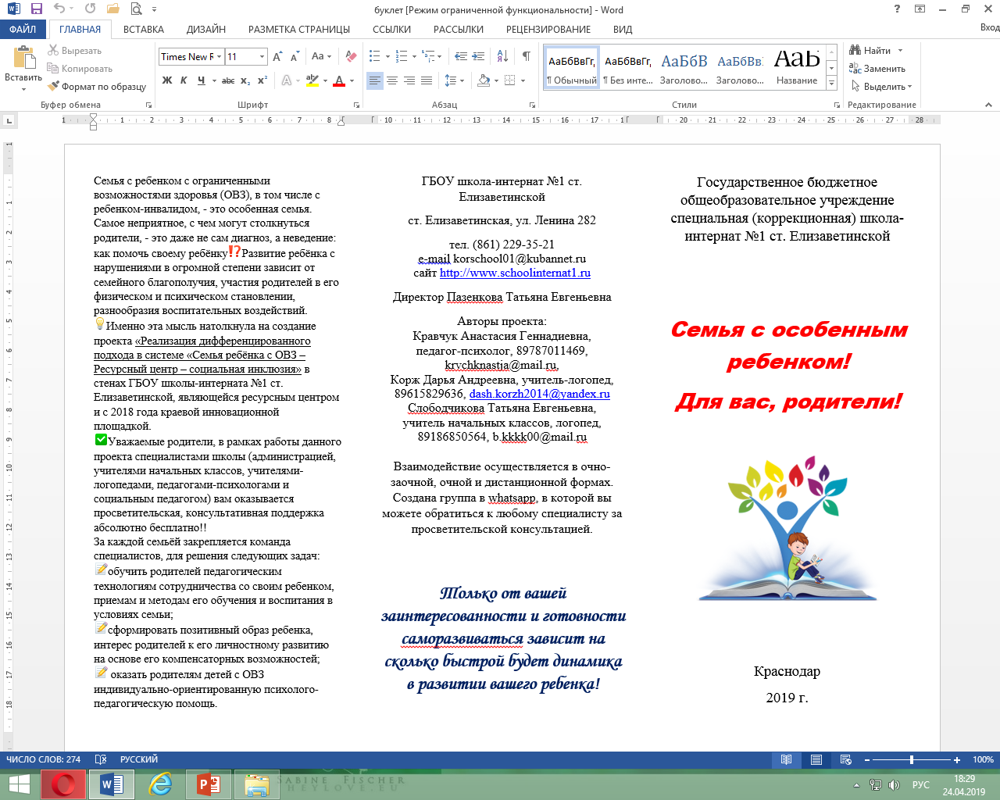 буклет [Режим ограниченной функциональности] - Word
ФАЙЛ ГЛАВНАЯ ВСТАВКА ДИЗАЙН РАЗМЕТКА СТРАНИЦЫ ССЫЛКИ РАССЫЛКИ РЕЦЕНЗИРОВАНИЕ ВИД Вход
Вставить
Вырезать
Копировать
Формат по образцу
Буфер обмена
Times New R 11
Ж К Ч abc x₂ x²
Шрифт
Абзац
АаБбВвГг, АаБбВвГг, АаБбВ АаБбВв: АаЬ
¶ Обычный ¶ Без инте... Заголово... Заголово... Название
Стили
Найти
Заменить
Выделить
Редактирование
Семья с ребенком с ограниченными
возможностями здоровья (ОВЗ), в том числе с
ребенком-инвалидом, - это особенная семья.
Самое неприятное, с чем могут столкнуться
родители, - это даже не сам диагноз, а неведение:
как помочь своему ребёнку⁉Развитие ребёнка с
нарушениями в огромной степени зависит от
семейного благополучия, участия родителей в его
физическом и психическом становлении,
разнообразия воспитательных воздействий.
💡Именно эта мысль натолкнула на создание
проекта «Реализация дифференцированного
подхода в системе «Семья ребёнка с ОВЗ –
Ресурсный центр – социальная инклюзия» в
стенах ГБОУ школы-интерната №1 ст.
Елизаветинской, являющейся ресурсным центром
и с 2018 года краевой инновационной
площадкой.
✅Уважаемые родители, в рамках работы данного
проекта специалистами школы (администрацией,
учителями начальных классов, учителями-
логопедами, педагогами-психологами и
социальным педагогом) вам оказывается
просветительская, консультативная поддержка
абсолютно бесплатно!!
За каждой семьёй закрепляется команда
специалистов, для решения следующих задач:
📝обучить родителей педагогическим
технологиям сотрудничества со своим ребенком,
приемам и методам его обучения и воспитания в
условиях семьи;
📝сформировать позитивный образ ребенка,
интерес родителей к его личностному развитию
на основе его компенсаторных возможностей;
📝 оказать родителям детей с ОВЗ
индивидуально-ориентированную психолого-
педагогическую помощь.
ГБОУ школа-интернат №1 ст.
Елизаветинской
ст. Елизаветинская, ул. Ленина 282
тел. (861) 229-35-21
e-mail korschool01@kubannet.ru
сайт http://www.schoolinternat1.ru
Директор Пазенкова Татьяна Евгеньевна
Авторы проекта:
Кравчук Анастасия Геннадиевна,
педагог-психолог, 89787011469,
krvchknastja@mail.ru,
Корж Дарья Андреевна, учитель-логопед,
89615829636, dash.korzh2014@yandex.ru
Слободчикова Татьяна Евгеньевна,
учитель начальных классов, логопед,
89186850564, b.kkkk00@mail.ru
Взаимодействие осуществляется в очно-
заочной, очной и дистанционной формах.
Создана группа в whatsapp, в которой вы
можете обратиться к любому специалисту за
просветительской консультацией.
Только от вашей
заинтересованности и готовности
саморазвиваться зависит на
сколько быстрой будет динамика
в развитии вашего ребенка!
Государственное бюджетное
общеобразовательное учреждение
специальная (коррекционная) школа-
интернат №1 ст. Елизаветинской
Семья с особенным
ребенком!
Для вас, родители!
Краснодар
2019 г.
ЧИСЛО СЛОВ: 274 РУССКИЙ 100%
SABINE FISCHER
HEYLOVE.EU
РУС
18:29
24.04.2019